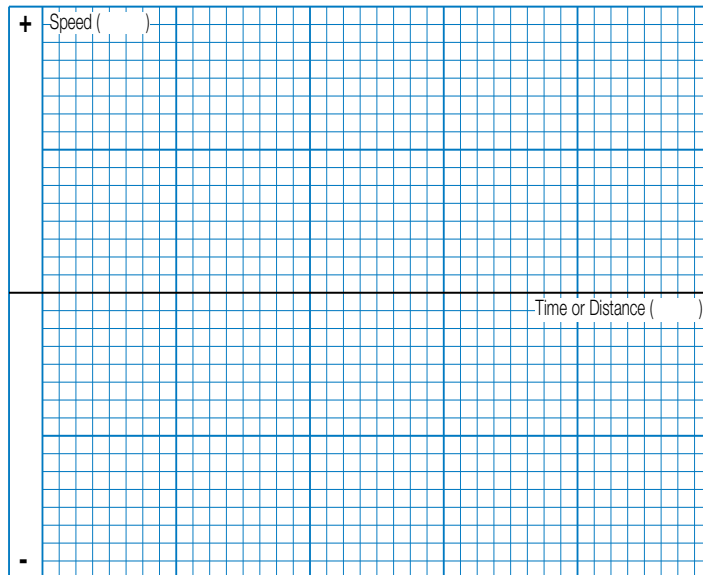 + Speed (      )
Time or Distance (      )
-